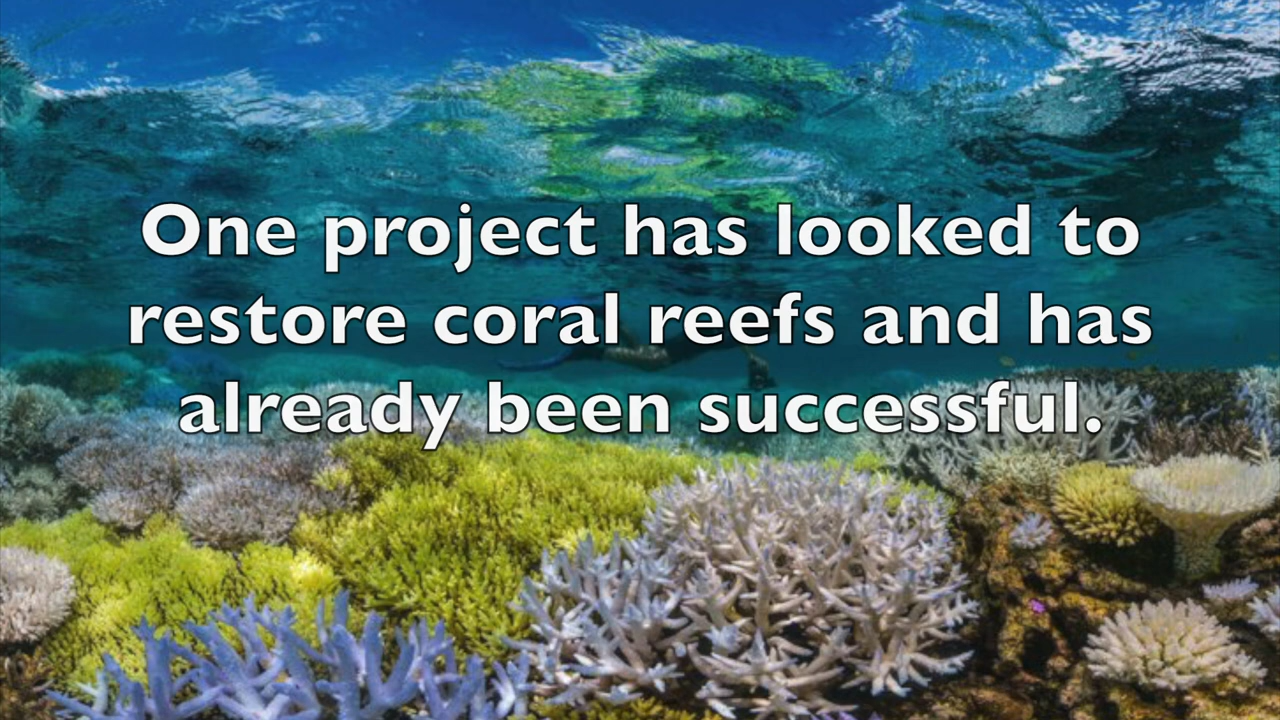 One project has looked to
restore coral reefs and has
already been successful.